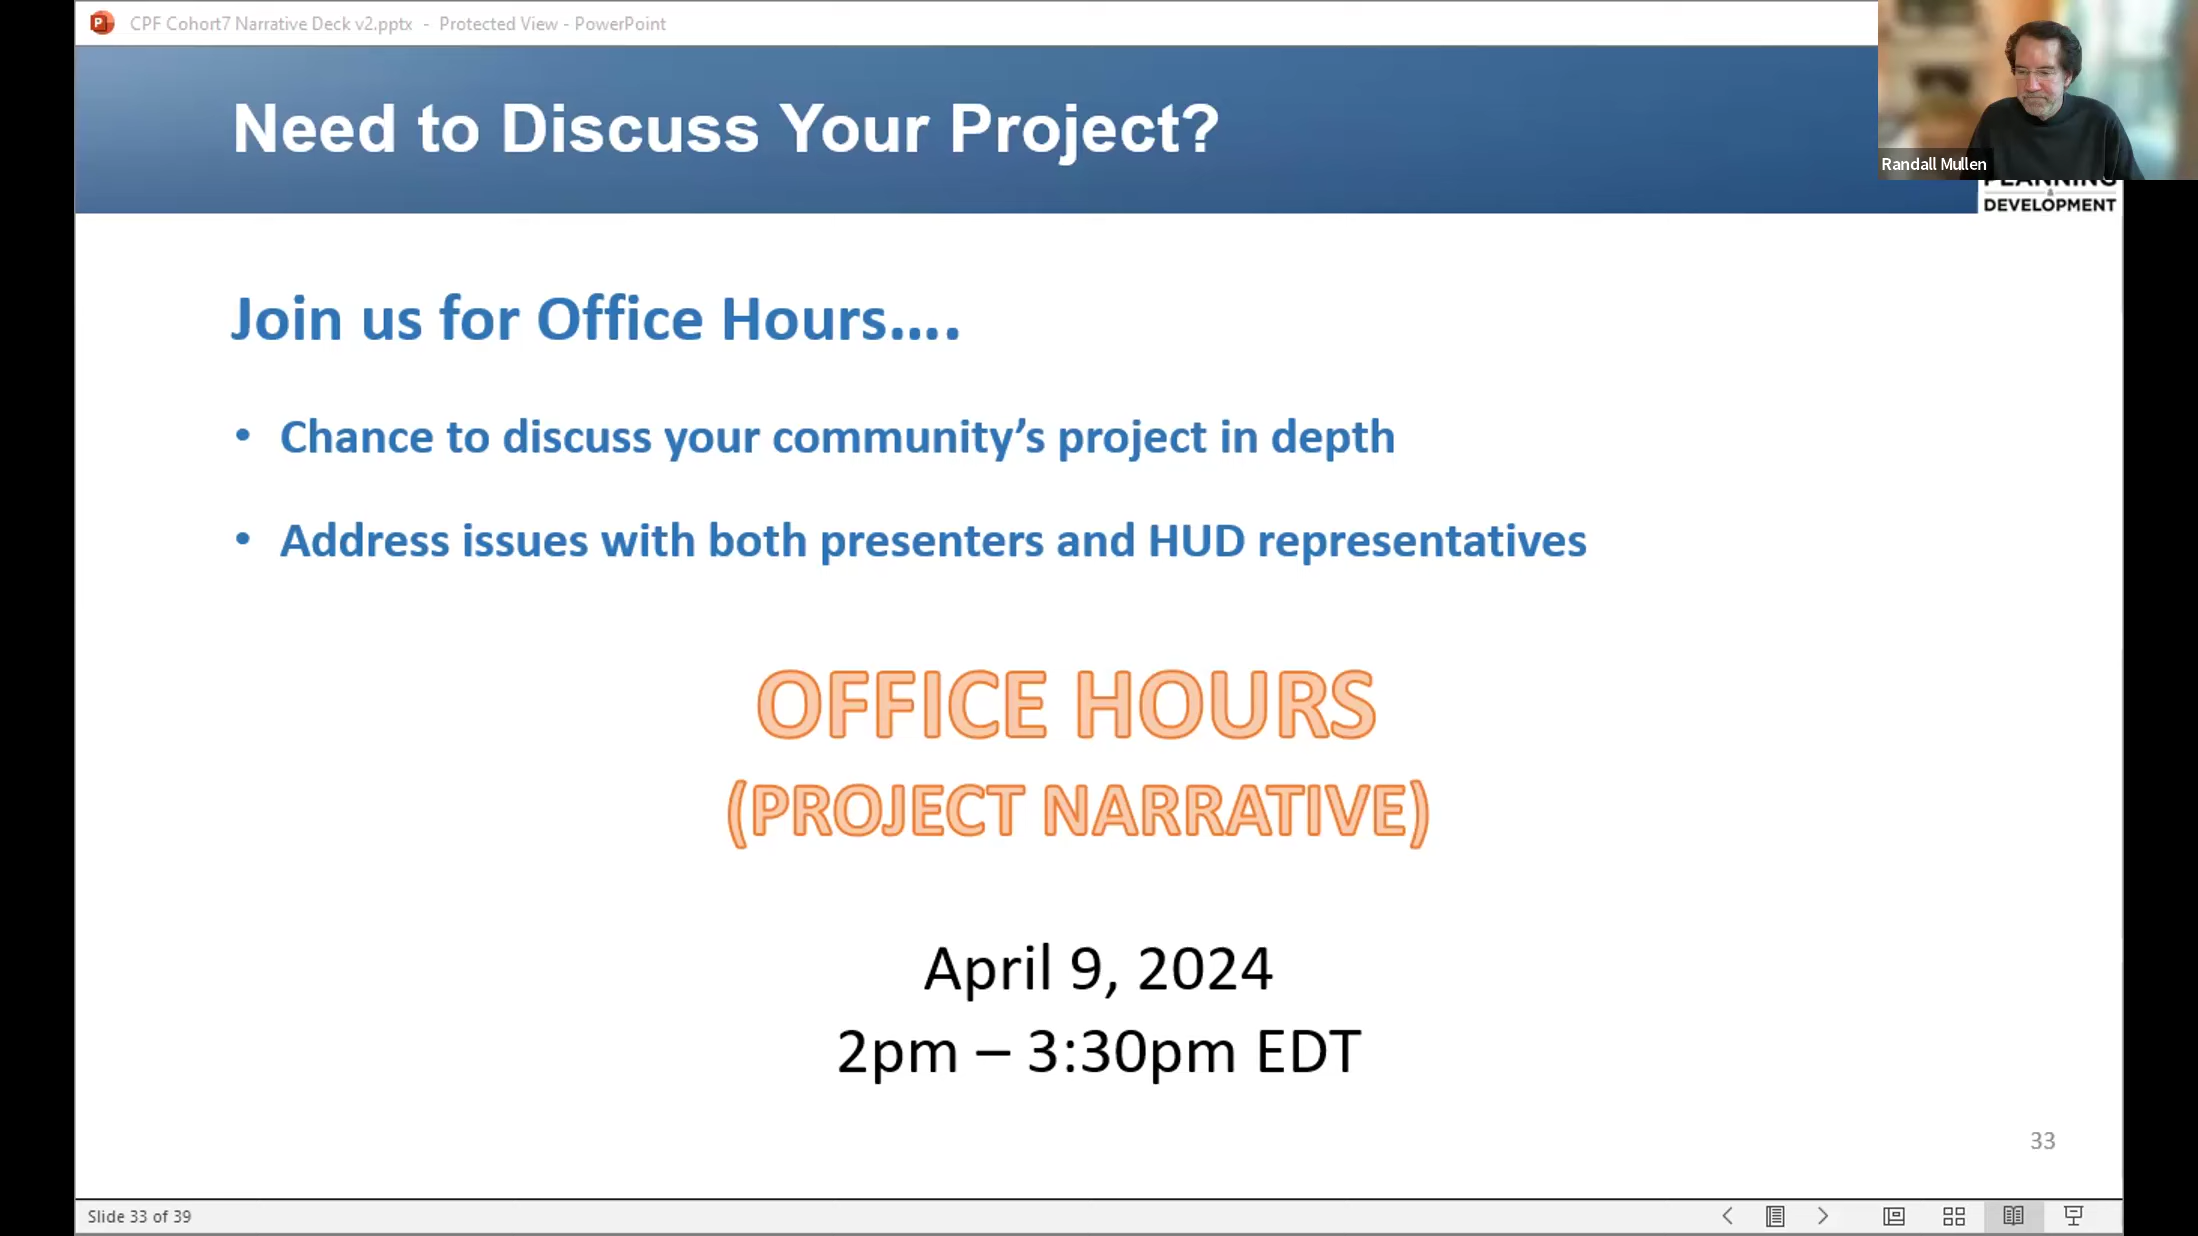 CPF Cohort7 Narrative Deck v2.pptx - Protected View - PowerPoint
Need to Discuss Your Project?
Randall Mullen
PLANNING
&
DEVELOPMENT
Join us for Office Hours....
• Chance to discuss your community’s project in depth
• Address issues with both presenters and HUD representatives
OFFICE HOURS
(PROJECT NARRATIVE)
April 9, 2024
2pm – 3:30pm EDT
33
Slide 33 of 39